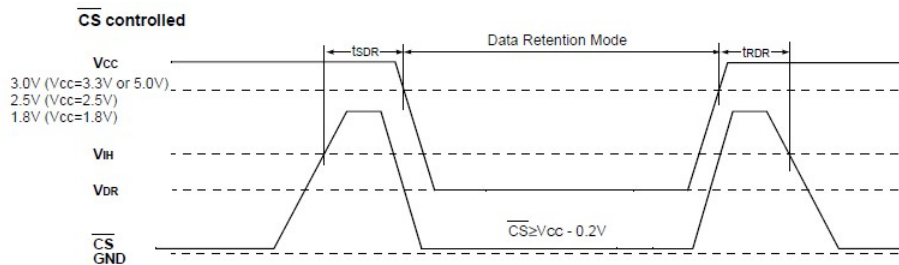 CS controlled
tSDR
Data Retention Mode
tRDR
VCC
3.0V (Vcc=3.3V or 5.0V)
2.5V (Vcc=2.5V)
1.8V (Vcc=1.8V)
VIH
VDR
CS≥Vcc - 0.2V
CS
GND